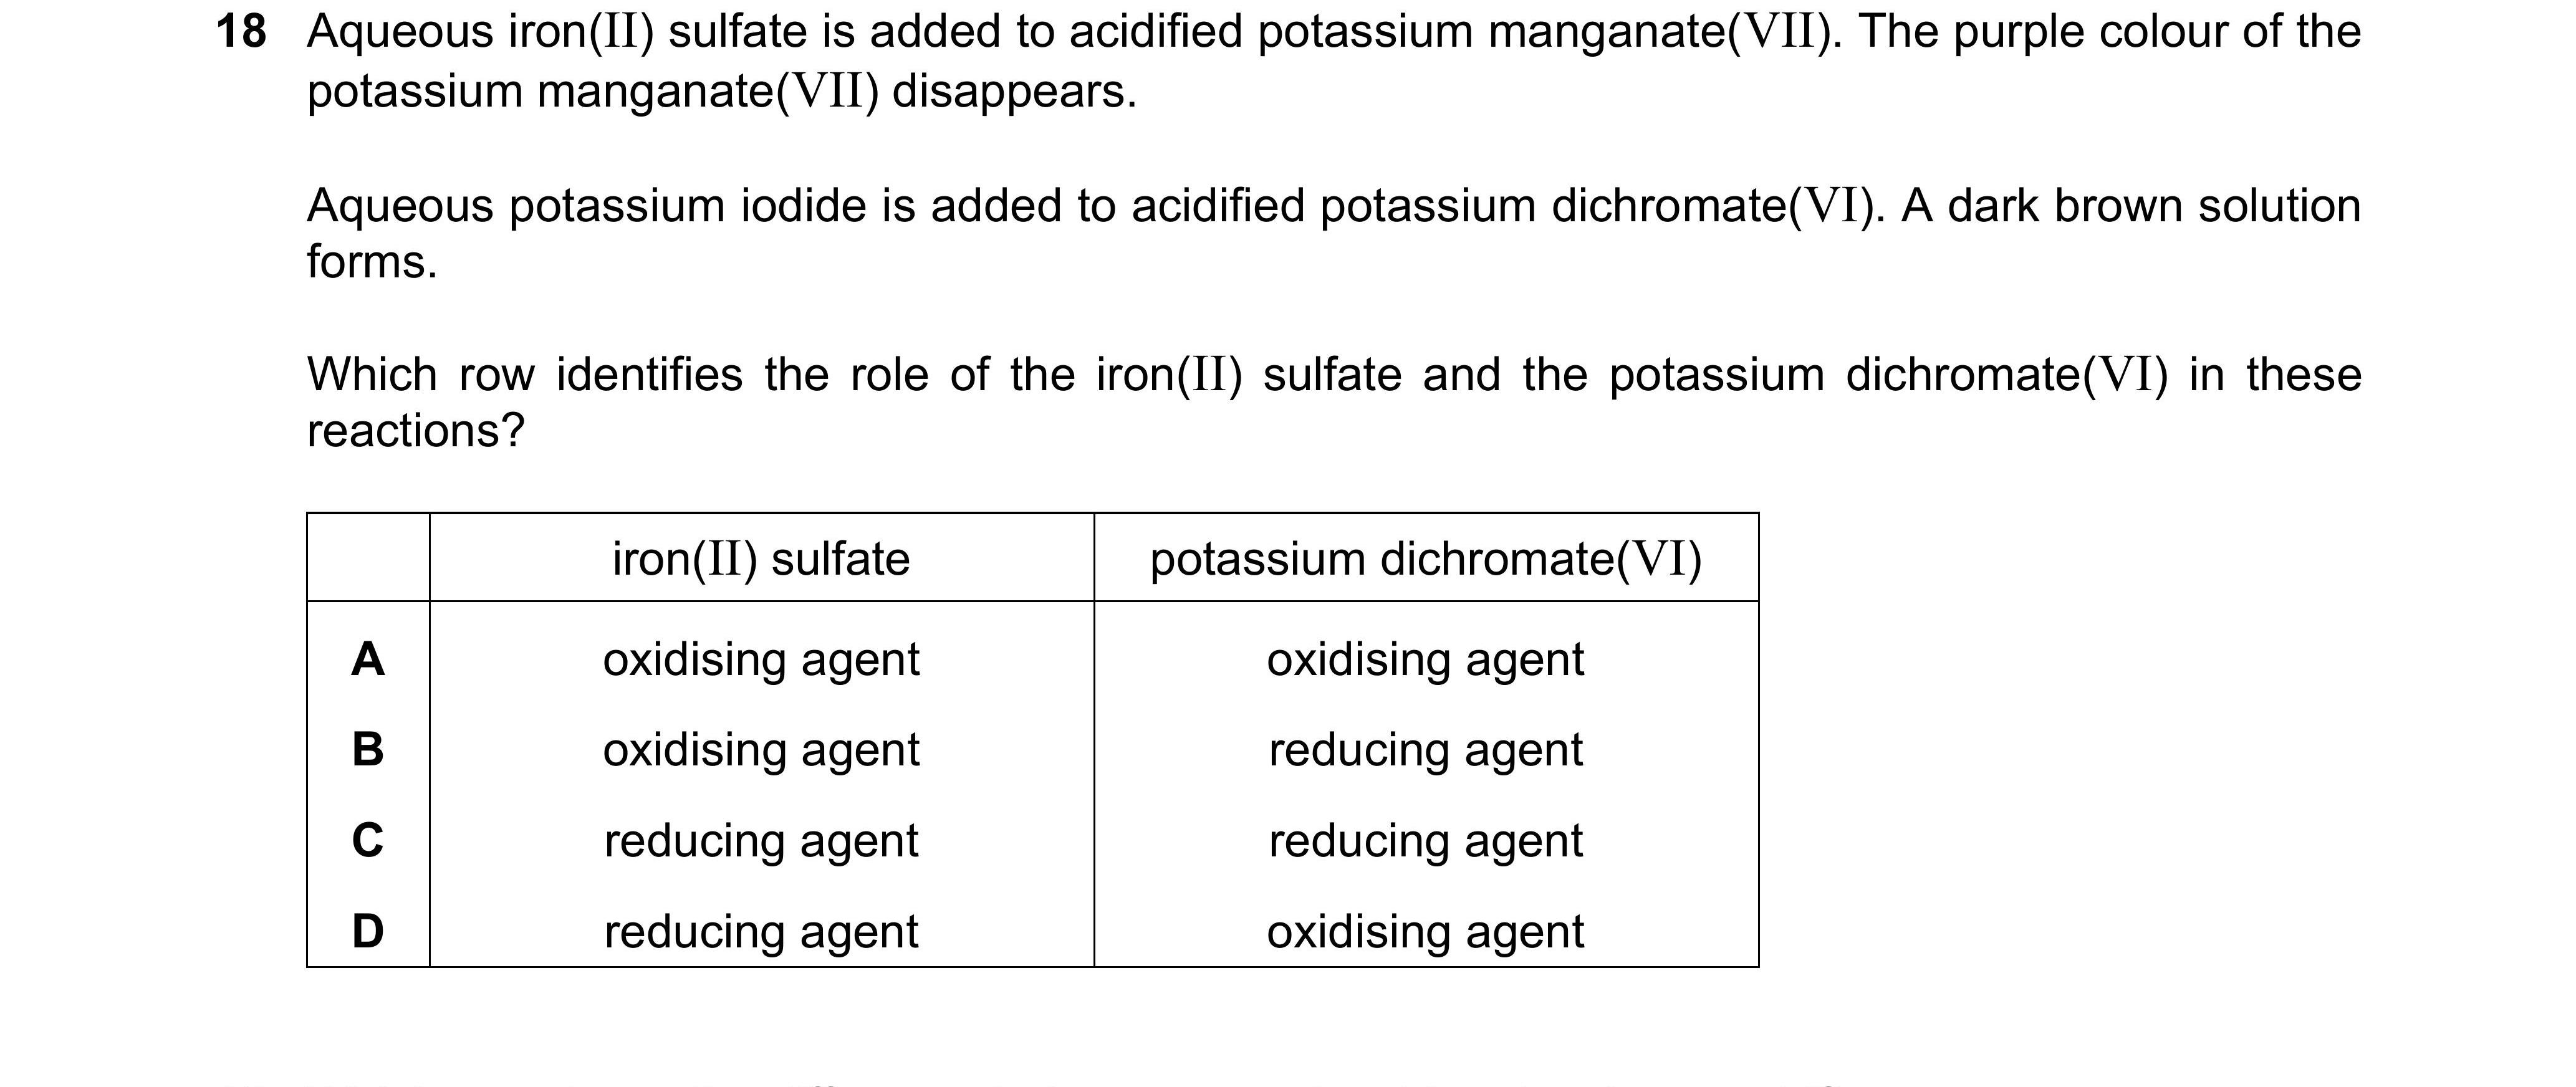 18 Aqueous iron(II) sulfate is added to acidified potassium manganate(VII). The purple colour of the
potassium manganate(VII) disappears.
Aqueous potassium iodide is added to acidified potassium dichromate(VI). A dark brown solution
forms.
Which row identifies the role of the iron(II) sulfate and the potassium dichromate(VI) in these
reactions?
iron(II) sulfate potassium dichromate(VI)
A oxidising agent oxidising agent
B oxidising agent reducing agent
C reducing agent reducing agent
D reducing agent oxidising agent